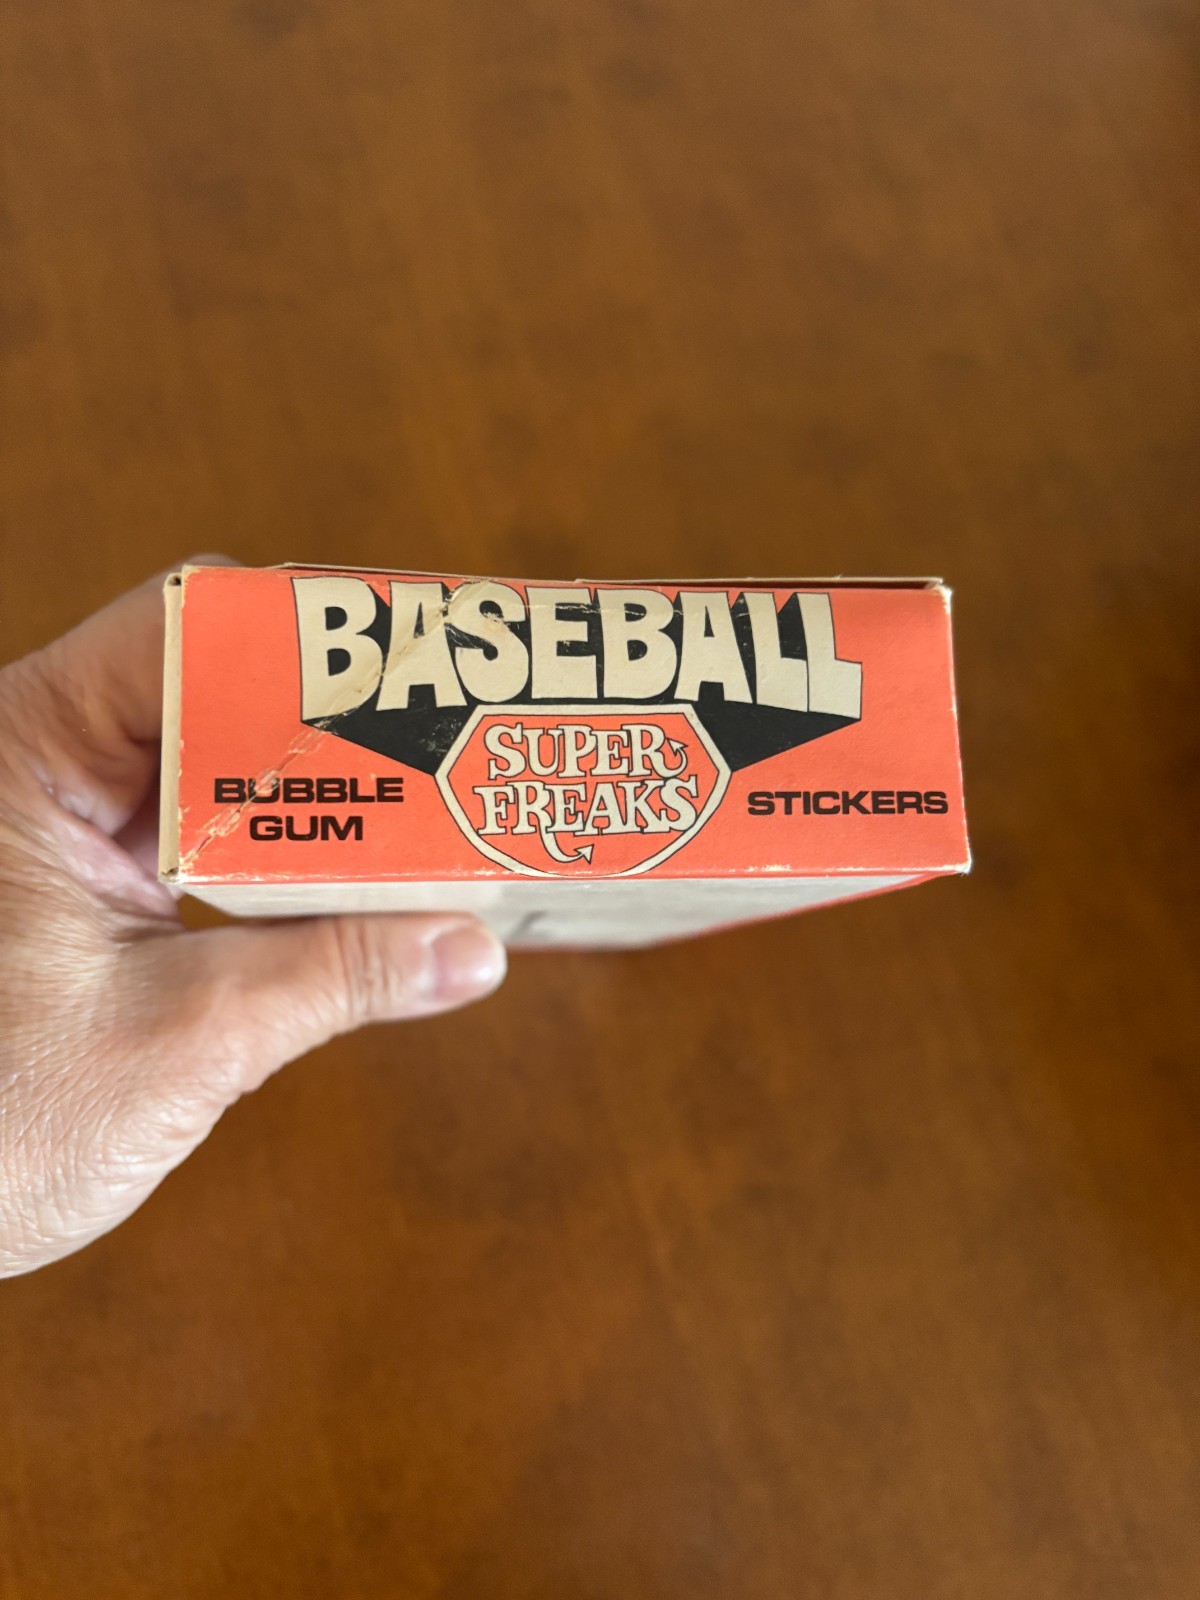 BASEBALL
SUPER
FREAKS
BUBBLE
GUM
STICKERS